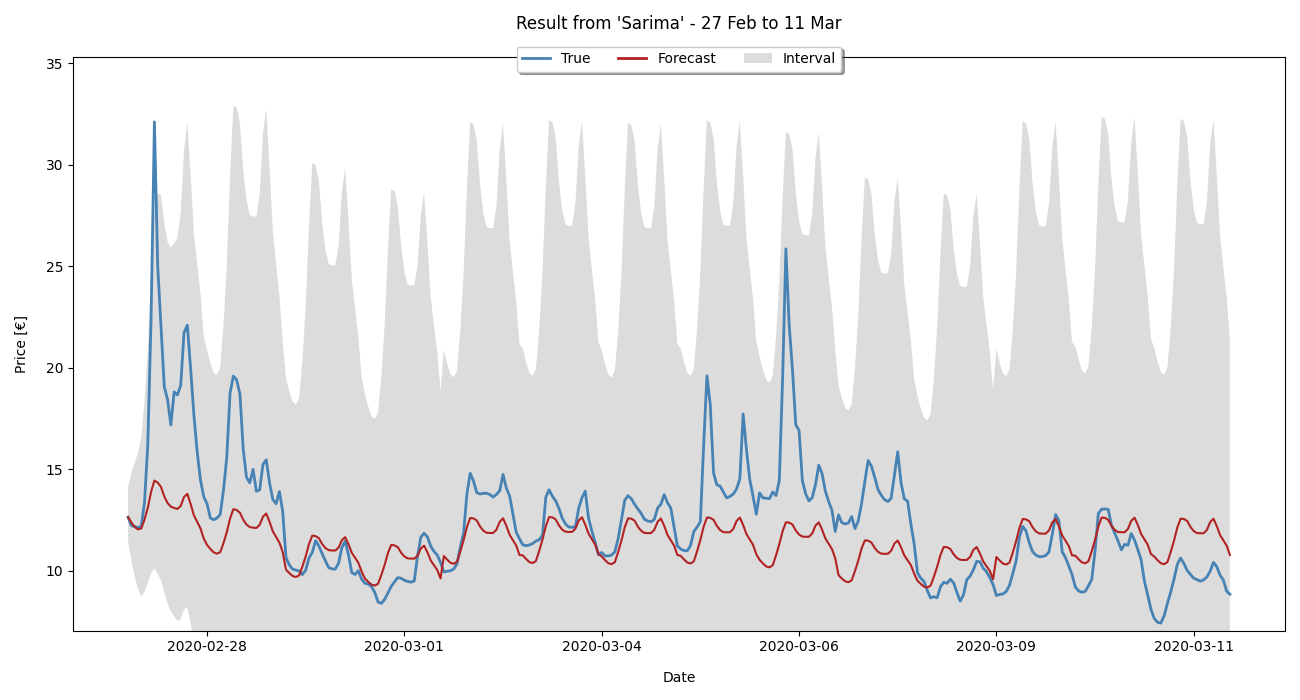 Result from 'Sarima' - 27 Feb to 11 Mar
True Forecast Interval
35
30
25
20
15
10
Price [€]
2020-02-28 2020-03-01 2020-03-04 2020-03-06 2020-03-09 2020-03-11
Date